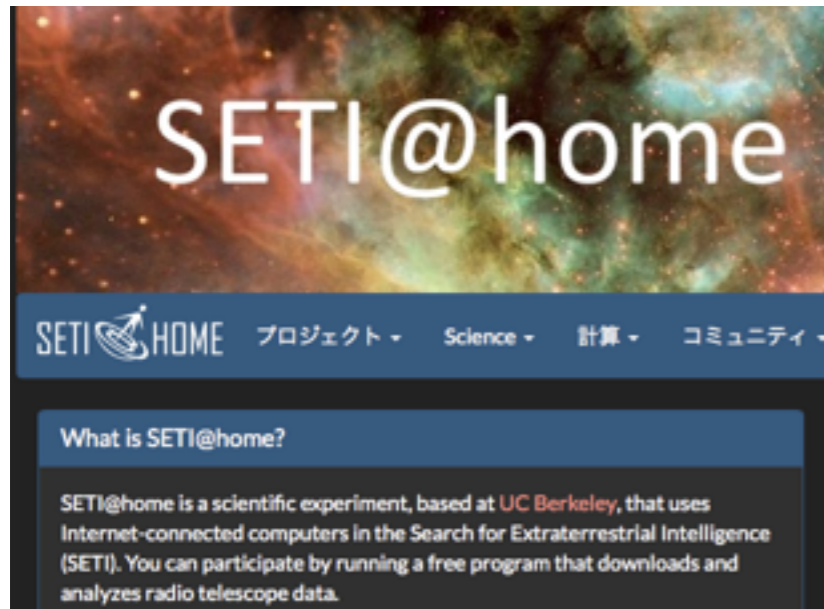 SETI@home
SETI HOME プロジェクト Science 計算 コミュニティ
What is SETI@home?
SETI@home is a scientific experiment, based at UC Berkeley, that uses
Internet-connected computers in the Search for Extraterrestrial Intelligence
(SETI). You can participate by running a free program that downloads and
analyzes radio telescope data.